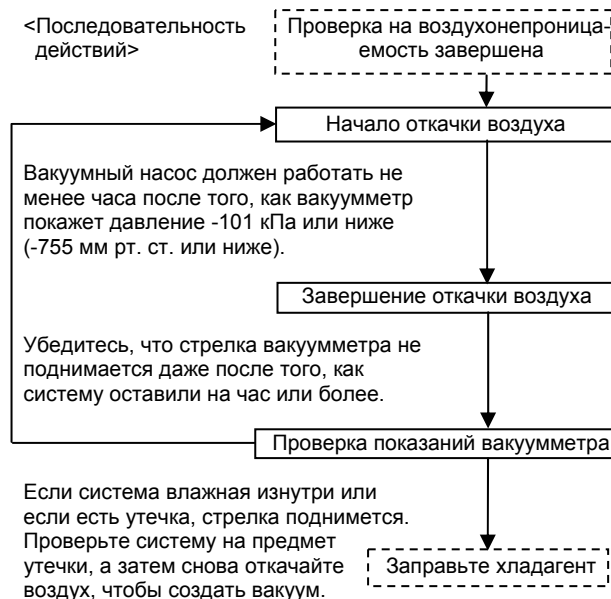 <Последовательность
действий>
Проверка на воздухонепроница-
емость завершена
Начало откачки воздуха
Вакуумный насос должен работать не
менее часа после того, как вакуумметр
покажет давление -101 кПа или ниже
(-755 мм рт. ст. или ниже).
Завершение откачки воздуха
Убедитесь, что стрелка вакуумметра не
поднимается даже после того, как
систему оставили на час или более.
Проверка показаний вакуумметра
Если система влажная изнутри или
если есть утечка, стрелка поднимется.
Проверьте систему на предмет
утечки, а затем снова откачайте
воздух, чтобы создать вакуум.
Заправьте хладагент